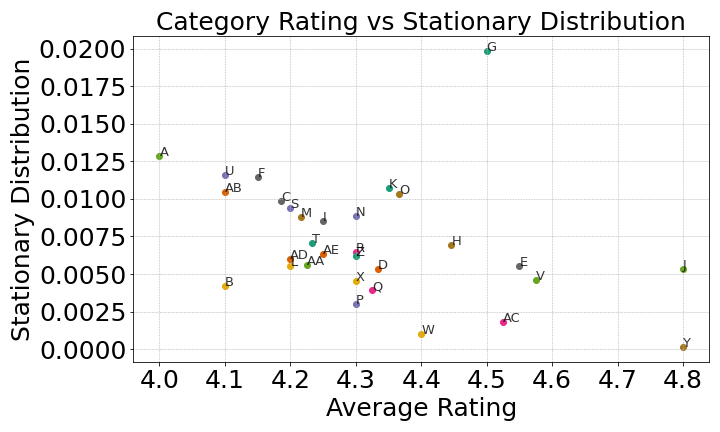 Category Rating vs Stationary Distribution
Stationary Distribution
0.0200
0.0175
0.0150
0.0125
0.0100
0.0075
0.0050
0.0025
0.0000
G
A
U
F
K
AB
O
C
S
M
N
T
H
AE
AD
L
AA
D
E
V
B
X
Q
P
AC
W
Y
4.0 4.1 4.2 4.3 4.4 4.5 4.6 4.7 4.8
Average Rating